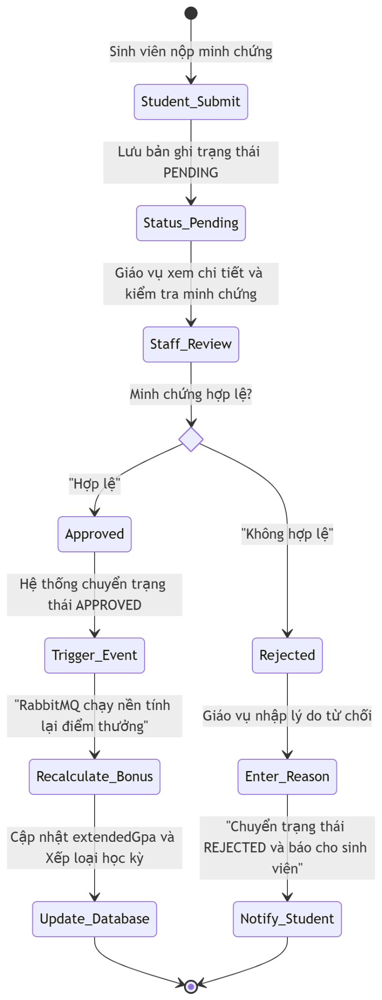 Sinh viên nộp minh chứng
Student_Submit
Lưu bản ghi trạng thái
PENDING
Status_Pending
Giáo vụ xem chi tiết và
kiểm tra minh chứng
Staff_Review
Minh chứng hợp lệ?
"Hợp lệ"
Approved
"Không hợp lệ"
Hệ thống chuyển trạng
thái APPROVED
Trigger_Event
Rejected
"RabbitMQ chạy nền tính
lại điểm thưởng"
Giáo vụ nhập lý do từ chối
Recalculate_Bonus
Enter_Reason
Cập nhật extendedGpa và
Xếp loại học kỳ
"Chuyển trạng thái
REJECTED và báo cho sinh
viên"
Update_Database
Notify_Student